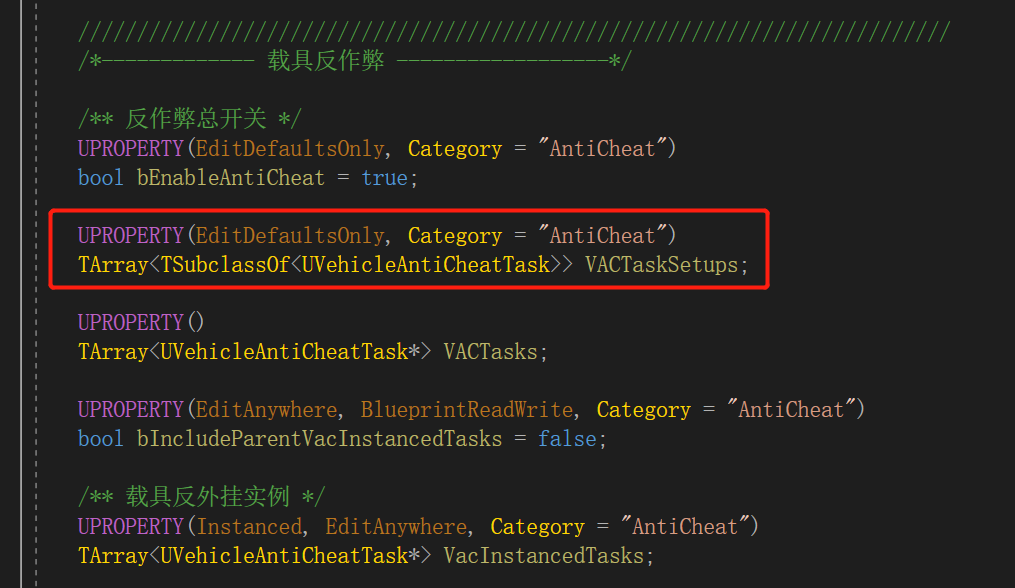 //////////////////////////////////////////////////////////////////////////
/*------------- 载具反作弊 ------------------*/
/** 反作弊总开关 */
UPROPERTY(EditDefaultsOnly, Category = "AntiCheat")
bool bEnableAntiCheat = true;
UPROPERTY(EditDefaultsOnly, Category = "AntiCheat")
TArray<TSubclassOf<UVehicleAntiCheatTask>> VACTaskSetups;
UPROPERTY()
TArray<UVehicleAntiCheatTask*> VACTasks;
UPROPERTY(EditAnywhere, BlueprintReadWrite, Category = "AntiCheat")
bool bIncludeParentVacInstancedTasks = false;
/** 载具反外挂实例 */
UPROPERTY(Instanced, EditAnywhere, Category = "AntiCheat")
TArray<UVehicleAntiCheatTask*> VacInstancedTasks;